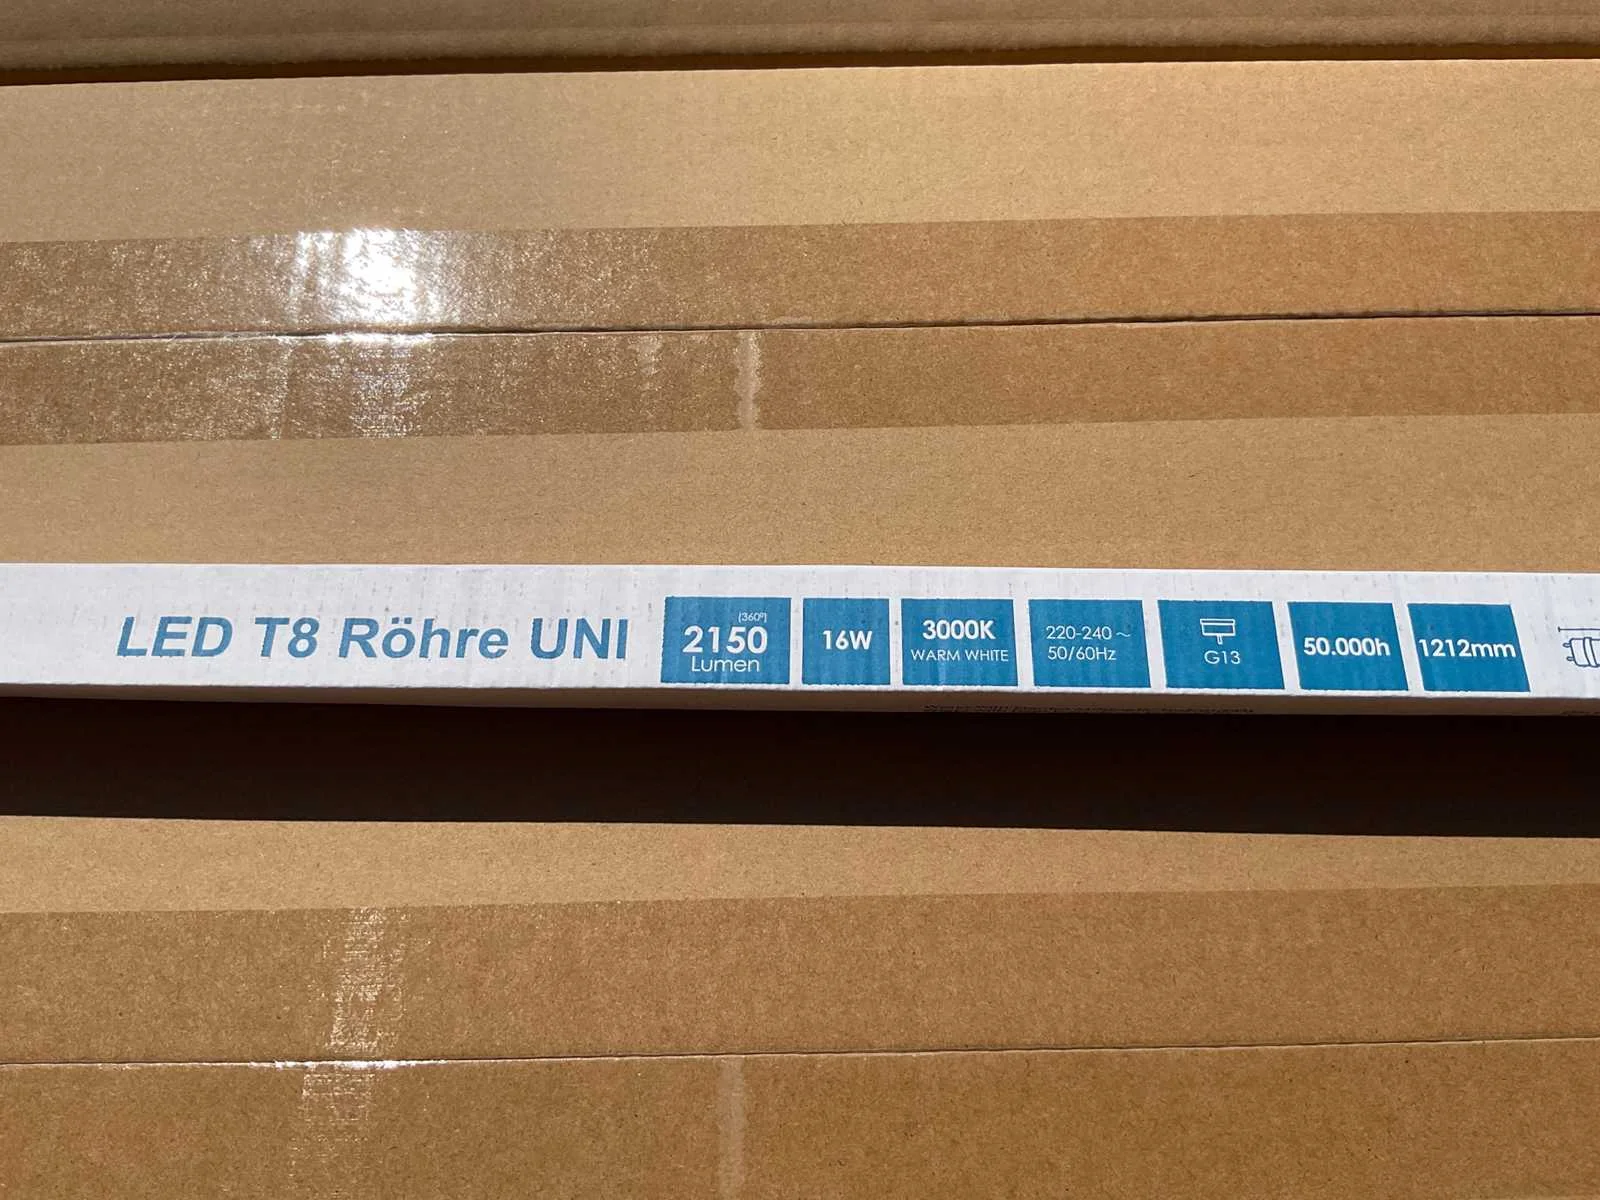 LED T8 Röhre UNI
(360°)
2150
Lumen
16W
3000K
WARM WHITE
220-240 ~
50/60Hz
G13
50.000h
1212mm